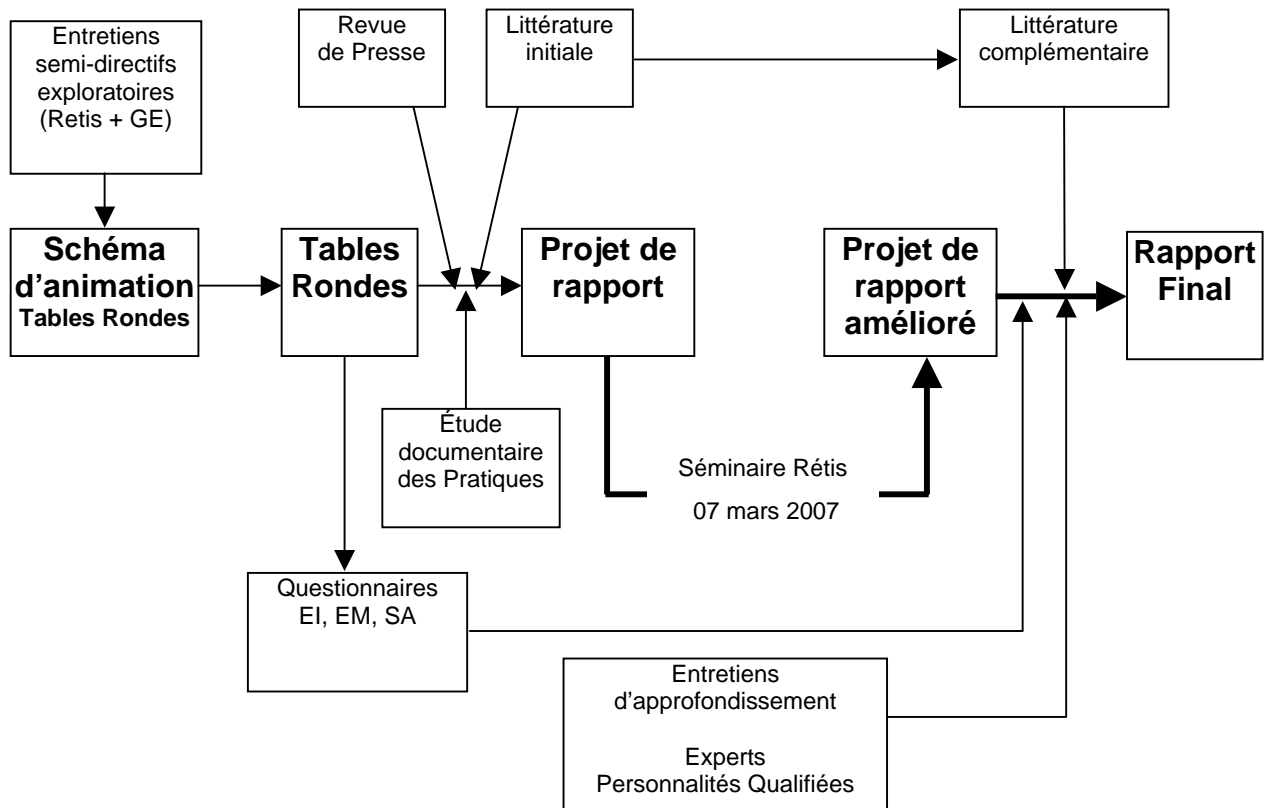 Entretiens
semi-directifs
exploratoires
(Retis + GE)
Revue
de Presse
Littérature
initiale
Littérature
complémentaire
Schéma
d’animation
Tables Rondes
Tables
Rondes
Projet de
rapport
Projet de
rapport
amélioré
Rapport
Final
Étude
documentaire
des Pratiques
Séminaire Rétis
07 mars 2007
Questionnaires
EI, EM, SA
Entretiens
d’approfondissement
Experts
Personnalités Qualifiées